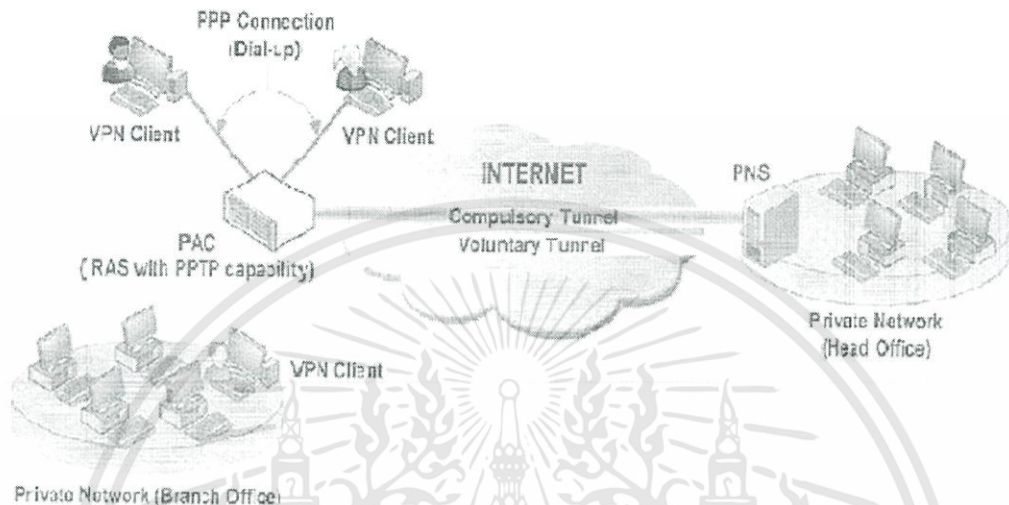 PPP Connection
(Dial-up)
VPN Client
VPN Client
INTERNET
PNS
Compulsory Tunnel
Voluntary Tunnel
PAC
(RAS with PPTP capability)
Private Network
(Head Office)
VPN Client
Private Network (Branch Office)